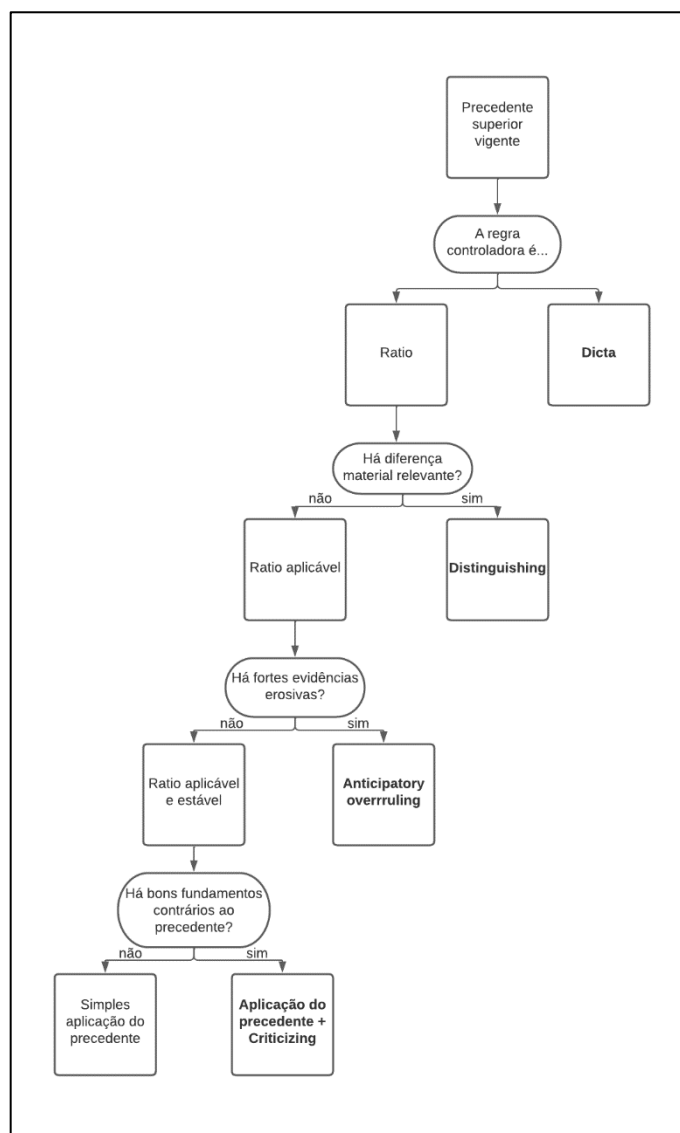 Precedente
superior
vigente
A regra
controladora é...
Ratio
Dicta
Há diferença
material relevante?
não
sim
Ratio aplicável
Distinguishing
Há fortes evidências
erosivas?
não
sim
Ratio aplicável
e estável
Anticipatory
overrruling
Há bons fundamentos
contrários ao
precedente?
não
sim
Simples
aplicação do
precedente
Aplicação do
precedente +
Criticizing